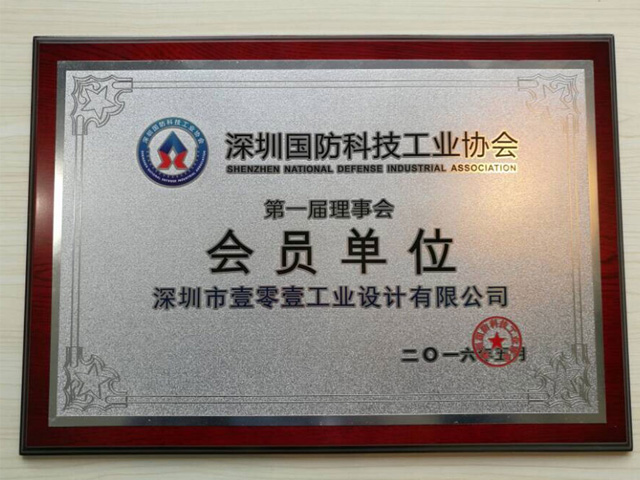 深圳国防科技工业协会
SHENZHEN NATIONAL DEFENSE INDUSTRIAL ASSOCIATION
第一届理事会
会员单位
深圳市壹零壹工业设计有限公司
二〇一六年五月